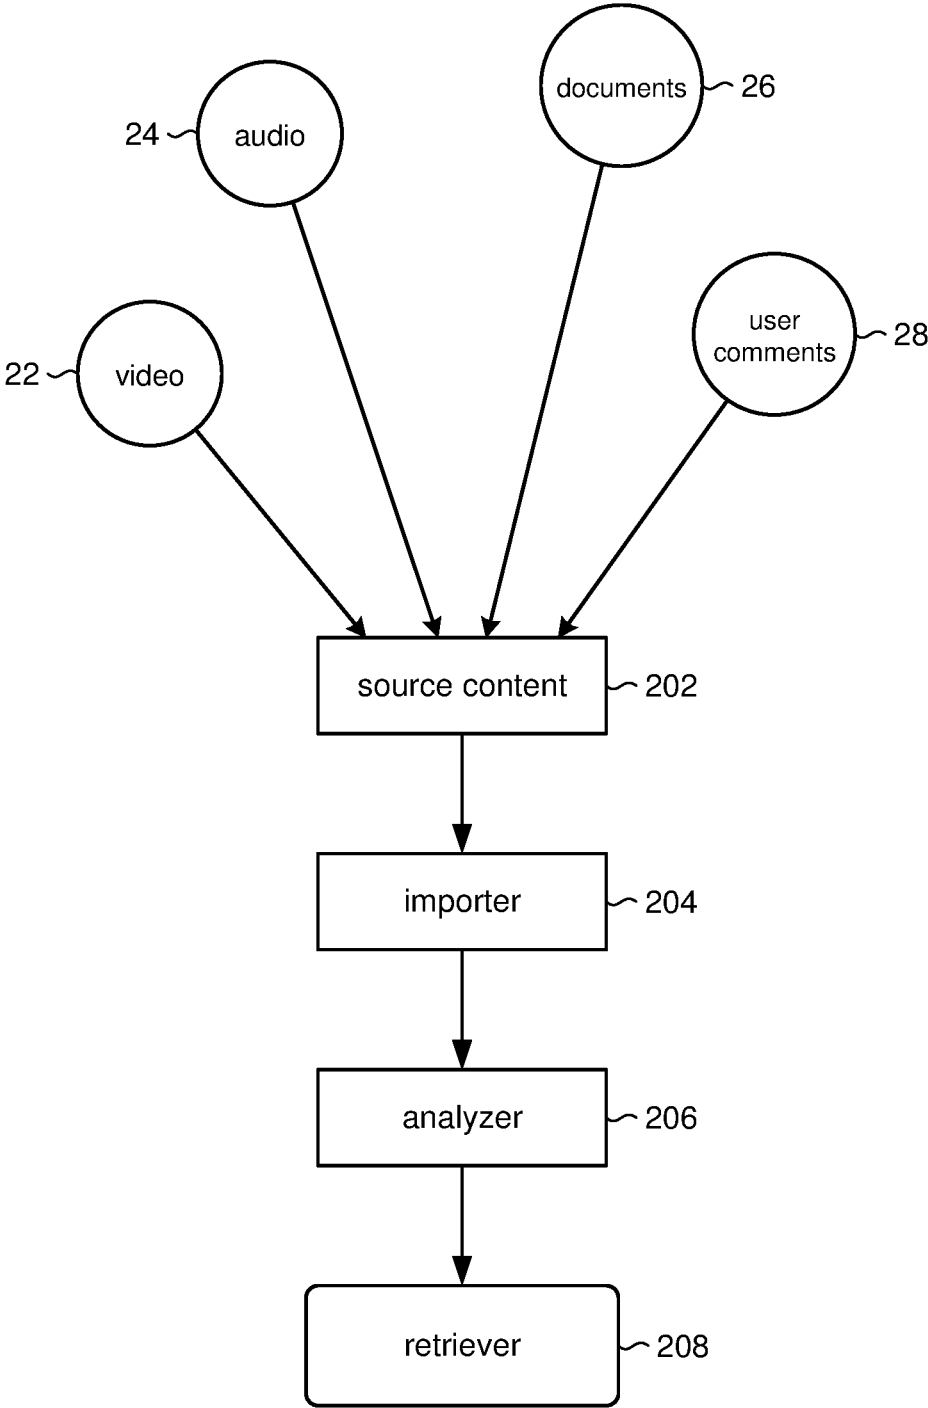 documents 26
24 audio
user
comments 28
22 video
source content 202
importer 204
analyzer 206
retriever 208